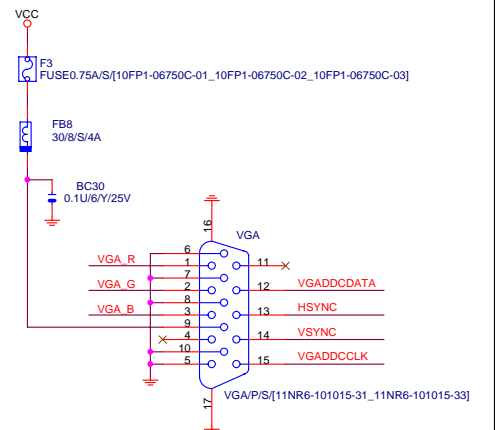 VCC
F3
FUSE0.75A/S/[10FP1-06750C-01_10FP1-06750C-02_10FP1-06750C-03]
FB8
30/8/S/4A
BC30
0.1U/6/Y/25V
16
VGA
6
VGA_R 1 11
7
VGA_G 2 12 VGADDCDATA
8
VGA_B 3 13 HSYNC
9
4 14 VSYNC
10
5 15 VGADDCCLK
17
VGA/P/S/[11NR6-101015-31_11NR6-101015-33]